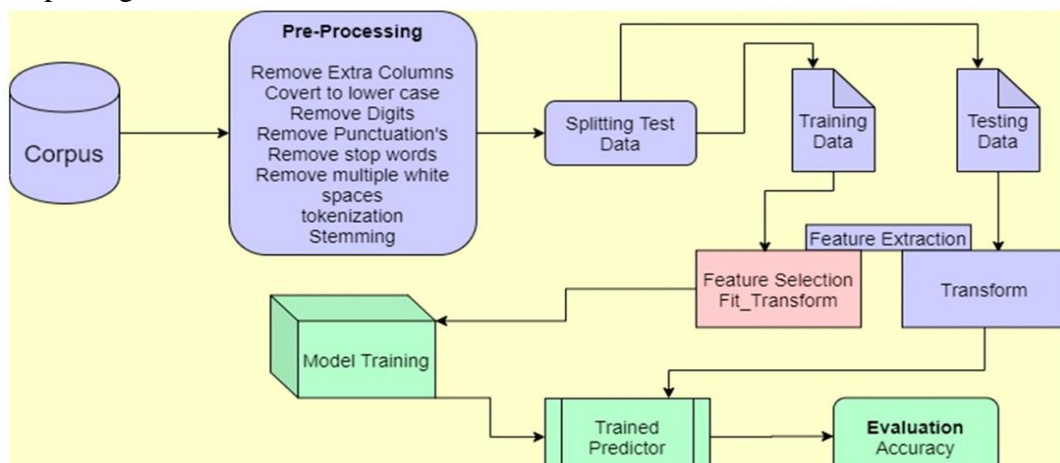 Pre-Processing
Remove Extra Columns
Covert to lower case
Remove Digits
Remove Punctuation's
Remove stop words
Remove multiple white
spaces
tokenization
Stemming
Corpus
Splitting Test
Data
Training
Data
Testing
Data
Feature Extraction
Feature Selection
Fit_Transform
Transform
Model Training
Trained
Predictor
Evaluation
Accuracy